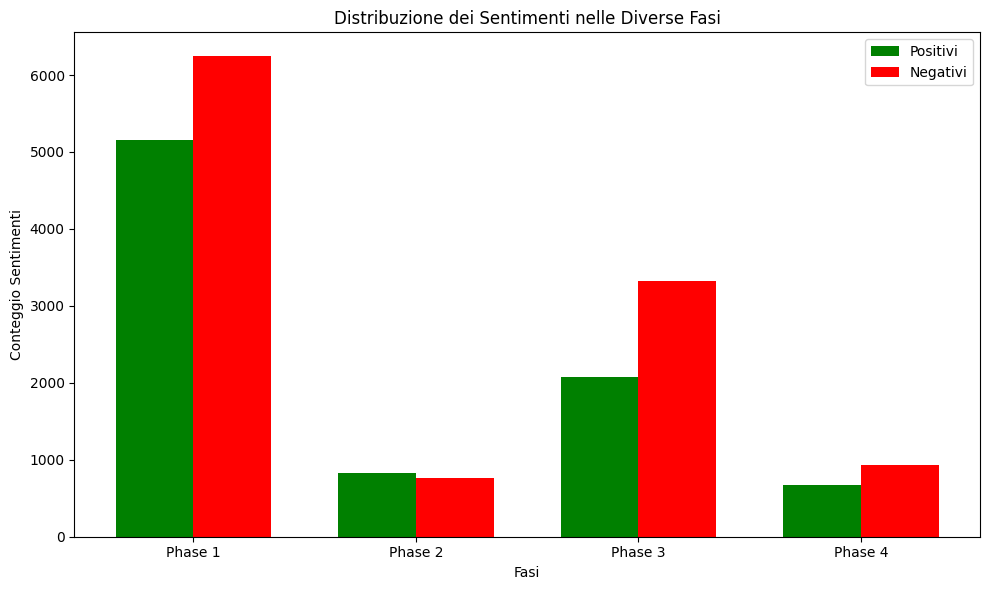 Distribuzione dei Sentimenti nelle Diverse Fasi
Positivi
Negativi
Conteggio Sentimenti
6000
5000
4000
3000
2000
1000
0
Phase 1
Phase 2
Phase 3
Phase 4
Fasi